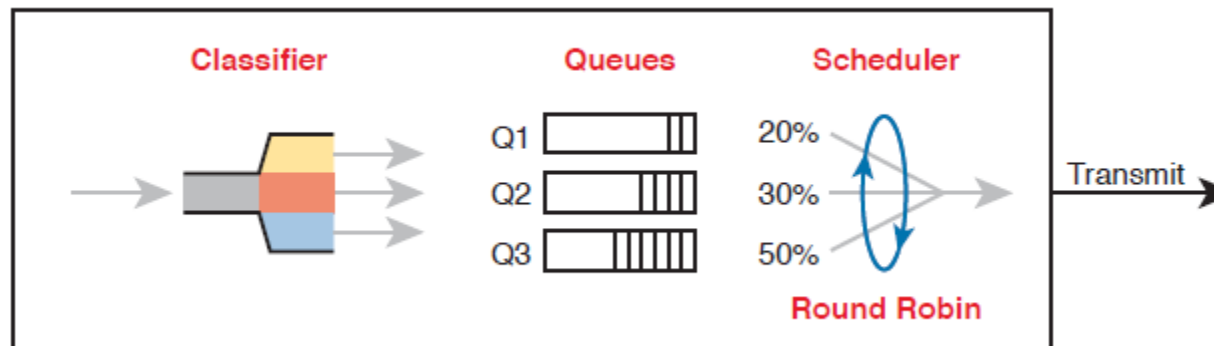 Classifier
Queues
Scheduler
Q1
20%
Q2
30%
Q3
50%
Round Robin
Transmit